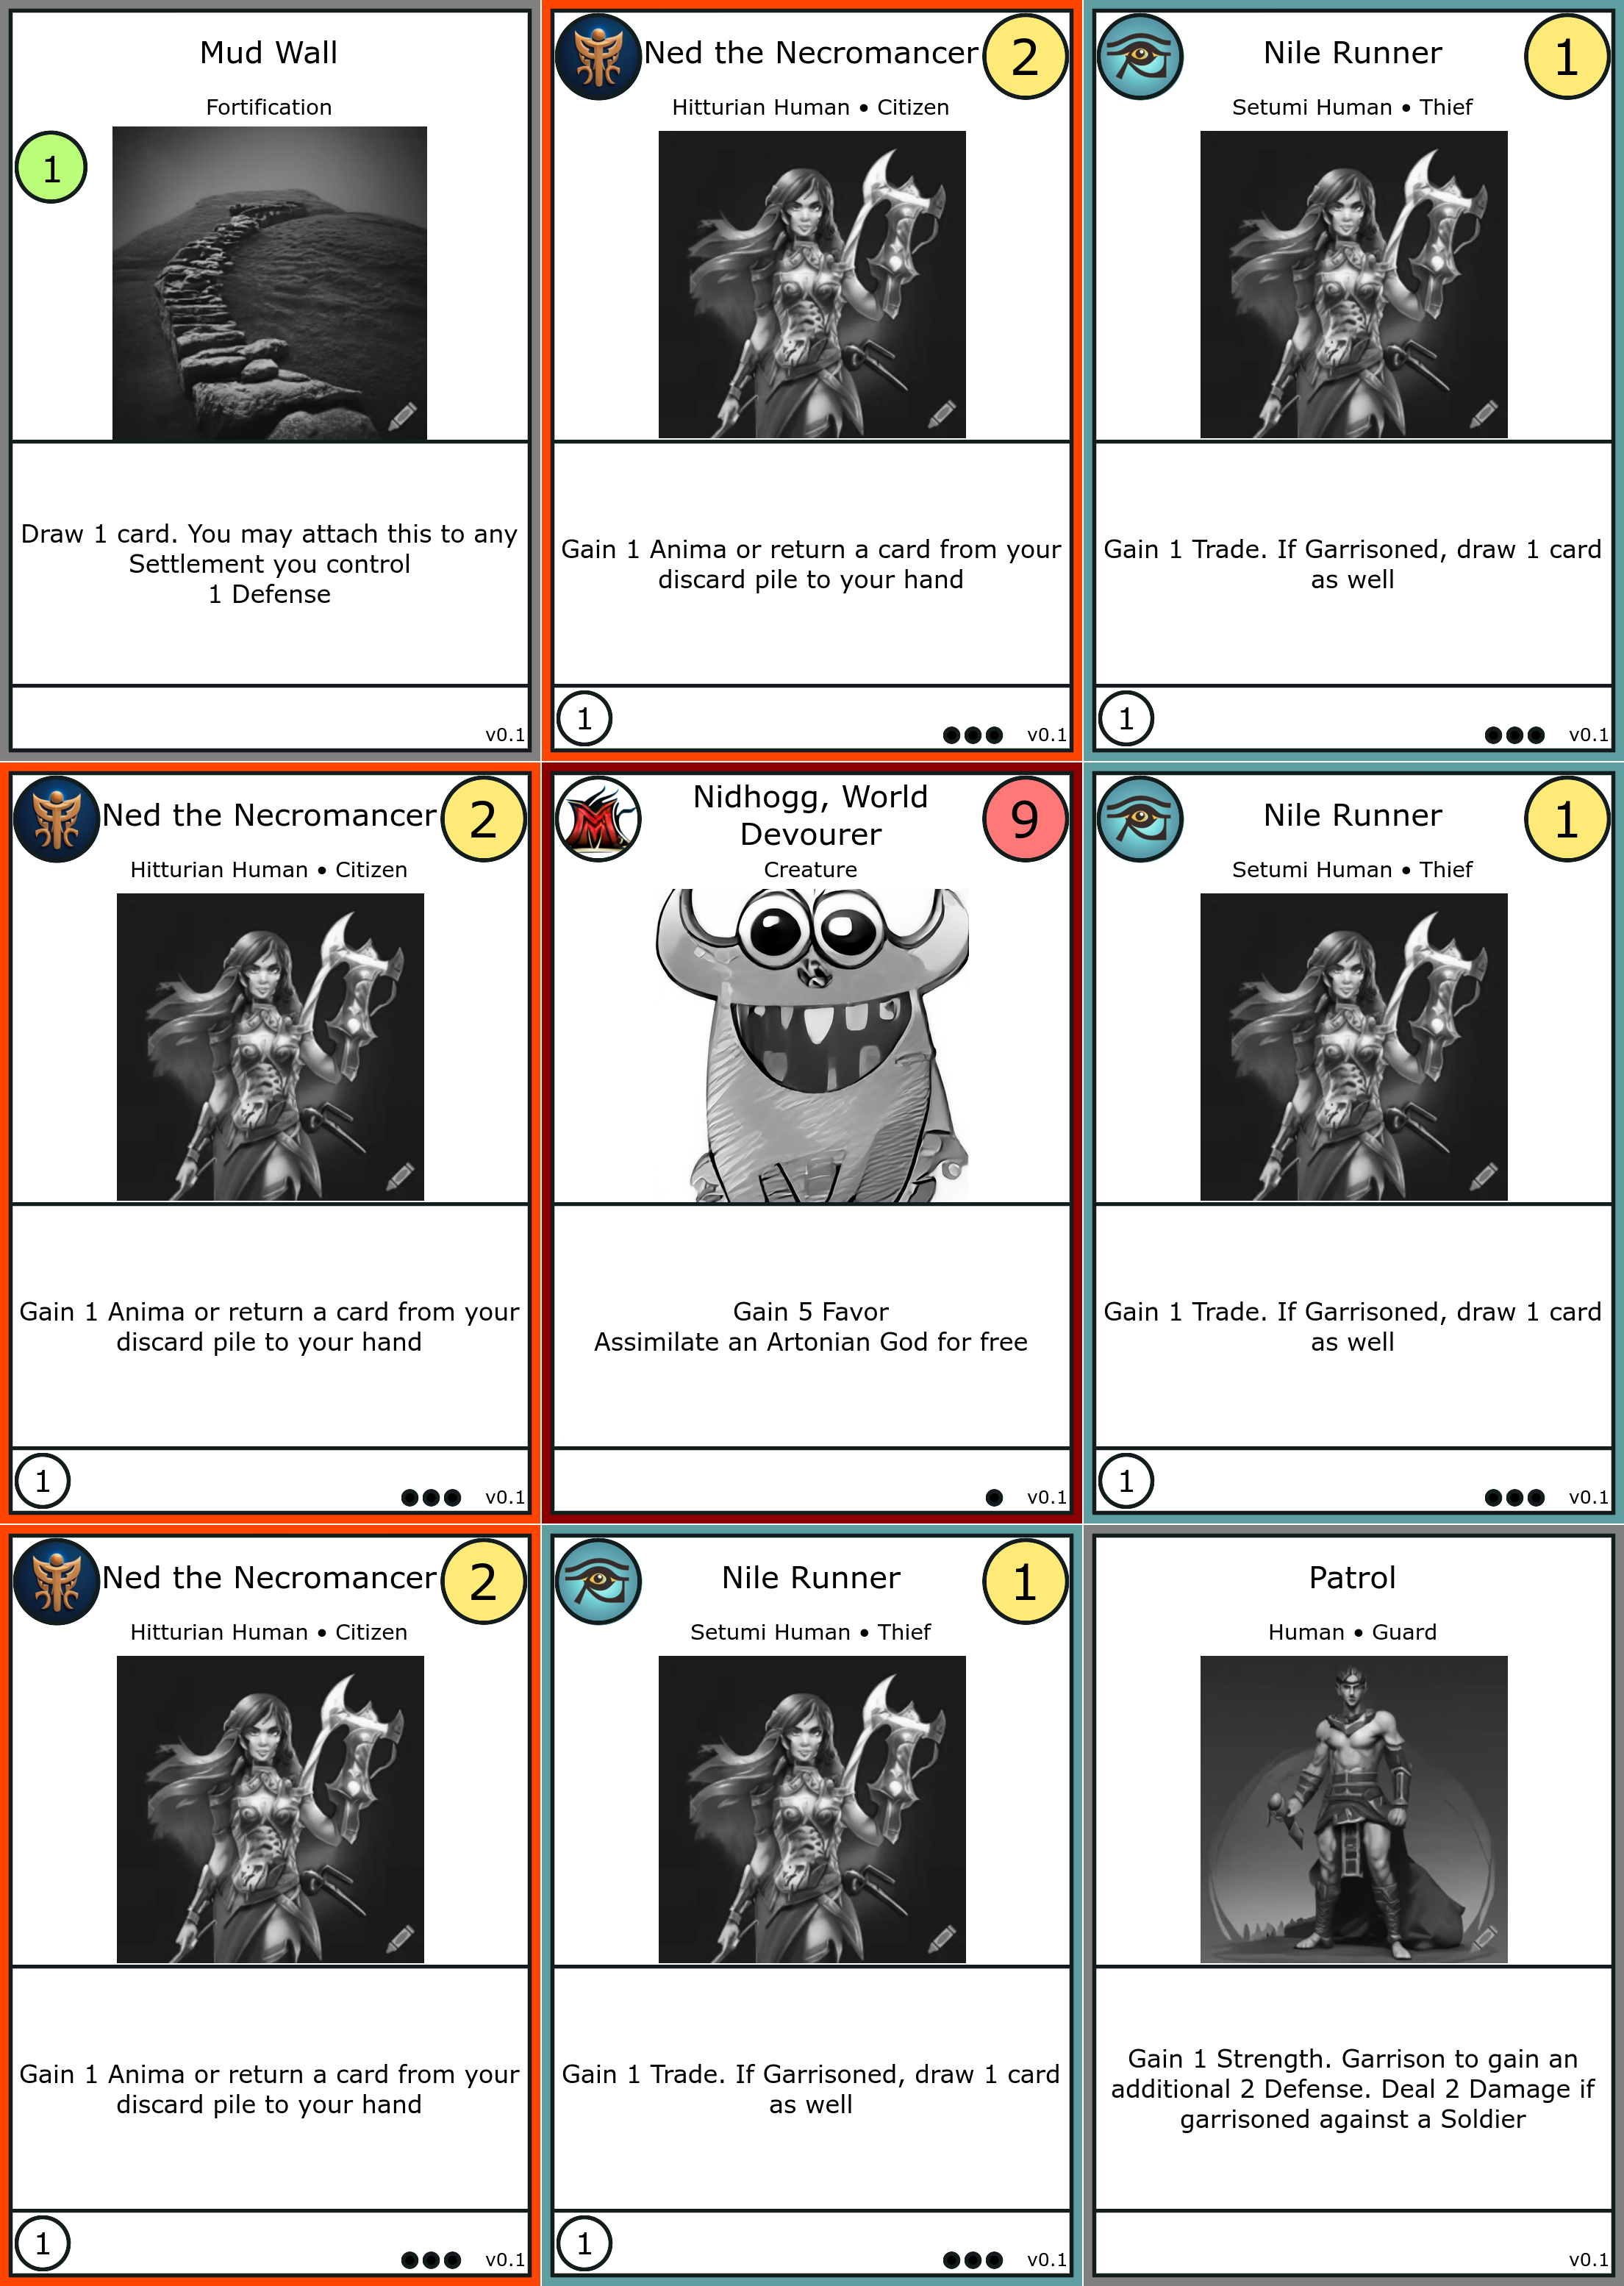 Mud Wall
Fortification
1
Draw 1 card. You may attach this to any
Settlement you control
1 Defense
v0.1
Ned the Necromancer
2
Hitturian Human • Citizen
Gain 1 Anima or return a card from your
discard pile to your hand
1
v0.1
Nile Runner
1
Setumi Human • Thief
Gain 1 Trade. If Garrisoned, draw 1 card
as well
1
v0.1
Ned the Necromancer
2
Hitturian Human • Citizen
Gain 1 Anima or return a card from your
discard pile to your hand
1
v0.1
M
Nidhogg, World
Devourer
9
Creature
Gain 5 Favor
Assimilate an Artonian God for free
v0.1
Nile Runner
1
Setumi Human • Thief
Gain 1 Trade. If Garrisoned, draw 1 card
as well
1
v0.1
Ned the Necromancer
2
Hitturian Human • Citizen
Gain 1 Anima or return a card from your
discard pile to your hand
1
v0.1
Nile Runner
1
Setumi Human • Thief
Gain 1 Trade. If Garrisoned, draw 1 card
as well
1
v0.1
Patrol
Human • Guard
Gain 1 Strength. Garrison to gain an
additional 2 Defense. Deal 2 Damage if
garrisoned against a Soldier
v0.1